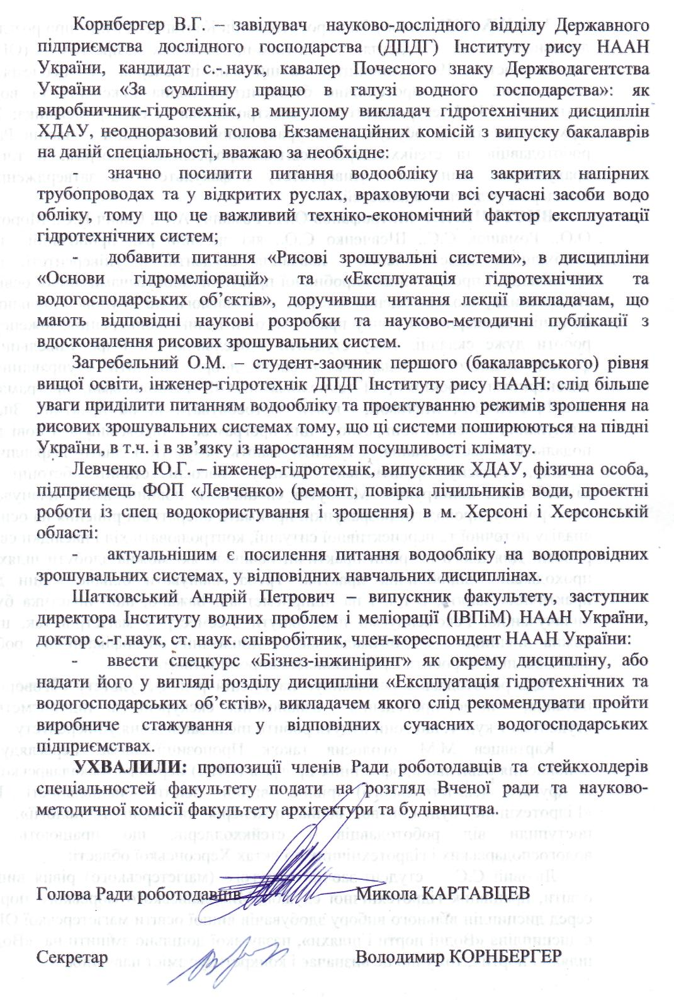 Корнбергер В.Г. – завідувач науково-дослідного відділу Державного
підприємства дослідного господарства (ДПДГ) Інституту рису НААН
України, кандидат с.-.наук, кавалер Почесного знаку Держводагентства
України «За сумлінну працю в галузі водного господарства»: як
виробничник-гідротехнік, в минулому викладач гідротехнічних дисциплін
ХДАУ, неодноразовий голова Екзаменаційних комісій з випуску бакалаврів
на даній спеціальності, вважаю за необхідне:
- значно посилити питання водообліку на закритих напірних
трубопроводах та у відкритих руслах, враховуючи всі сучасні засоби водо
обліку, тому що це важливий техніко-економічний фактор експлуатації
гідротехнічних систем;
- добавити питання «Рисові зрошувальні системи», в дисципліни
«Основи гідромеліорацій» та «Експлуатація гідротехнічних та
водогосподарських об’єктів», доручивши читання лекції викладачам, що
мають відповідні наукові розробки та науково-методичні публікації з
вдосконалення рисових зрошувальних систем.
Загребельний О.М. – студент-заочник першого (бакалаврського) рівня
вищої освіти, інженер-гідротехнік ДПДГ Інституту рису НААН: слід більше
уваги приділити питанням водообліку та проектуванню режимів зрошення на
рисових зрошувальних системах тому, що ці системи поширюються на півдні
України, в т.ч. і в зв’язку із наростанням посушливості клімату.
Левченко Ю.Г. – інженер-гідротехнік, випускник ХДАУ, фізична особа,
підприємець ФОП «Левченко» (ремонт, повірка лічильників води, проектні
роботи із спец водокористування і зрощення) в м. Херсоні і Херсонській
області:
- актуальнішим є посилення питання водообліку на водопровідних
зрошувальних системах, у відповідних навчальних дисциплінах.
Шатковський Андрій Петрович – випускник факультету, заступник
директора Інституту водних проблем і меліорації (ІВПіМ) НААН України,
доктор с.-г.наук, ст. наук. співробітник, член-кореспондент НААН України:
- ввести спецкурс «Бізнез-інжиніринг» як окрему дисципліну, або
надати його у вигляді розділу дисципліни «Експлуатація гідротехнічних та
водогосподарських об’єктів», викладачем якого слід рекомендувати пройти
виробниче стажування у відповідних сучасних водогосподарських
підприємствах.
УХВАЛИЛИ: пропозиції членів Ради роботодавців та стейкхолдерів
спеціальностей факультету подати на розгляд Вченої ради та науково-
методичної комісії факультету архітектури та будівництва.
Голова Ради роботодавців Микола КАРТАВЦЕВ
Секретар Володимир КОРНБЕРГЕР